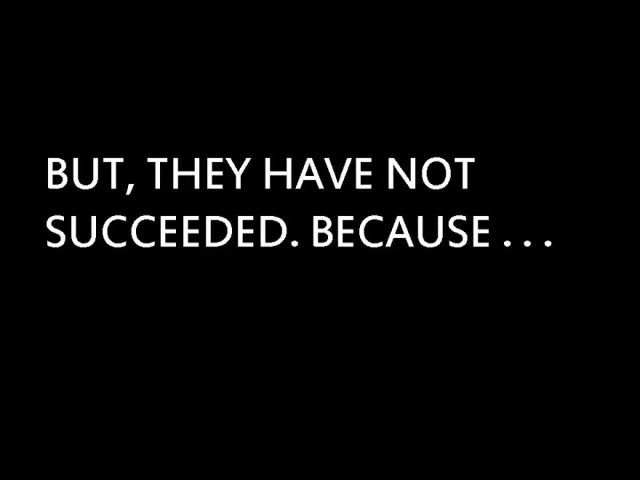 BUT, THEY HAVE NOT
SUCCEEDED. BECAUSE . . .